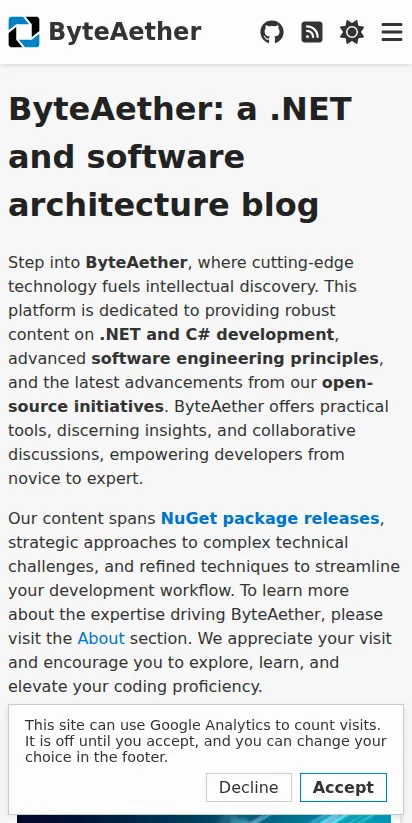 ByteAether
ByteAether: a .NET
and software
architecture blog
Step into ByteAether, where cutting-edge
technology fuels intellectual discovery. This
platform is dedicated to providing robust
content on .NET and C# development,
advanced software engineering principles,
and the latest advancements from our open-
source initiatives. ByteAether offers practical
tools, discerning insights, and collaborative
discussions, empowering developers from
novice to expert.
Our content spans NuGet package releases,
strategic approaches to complex technical
challenges, and refined techniques to streamline
your development workflow. To learn more
about the expertise driving ByteAether, please
visit the About section. We appreciate your visit
and encourage you to explore, learn, and
elevate your coding proficiency.
This site can use Google Analytics to count visits.
It is off until you accept, and you can change your
choice in the footer.
Decline Accept